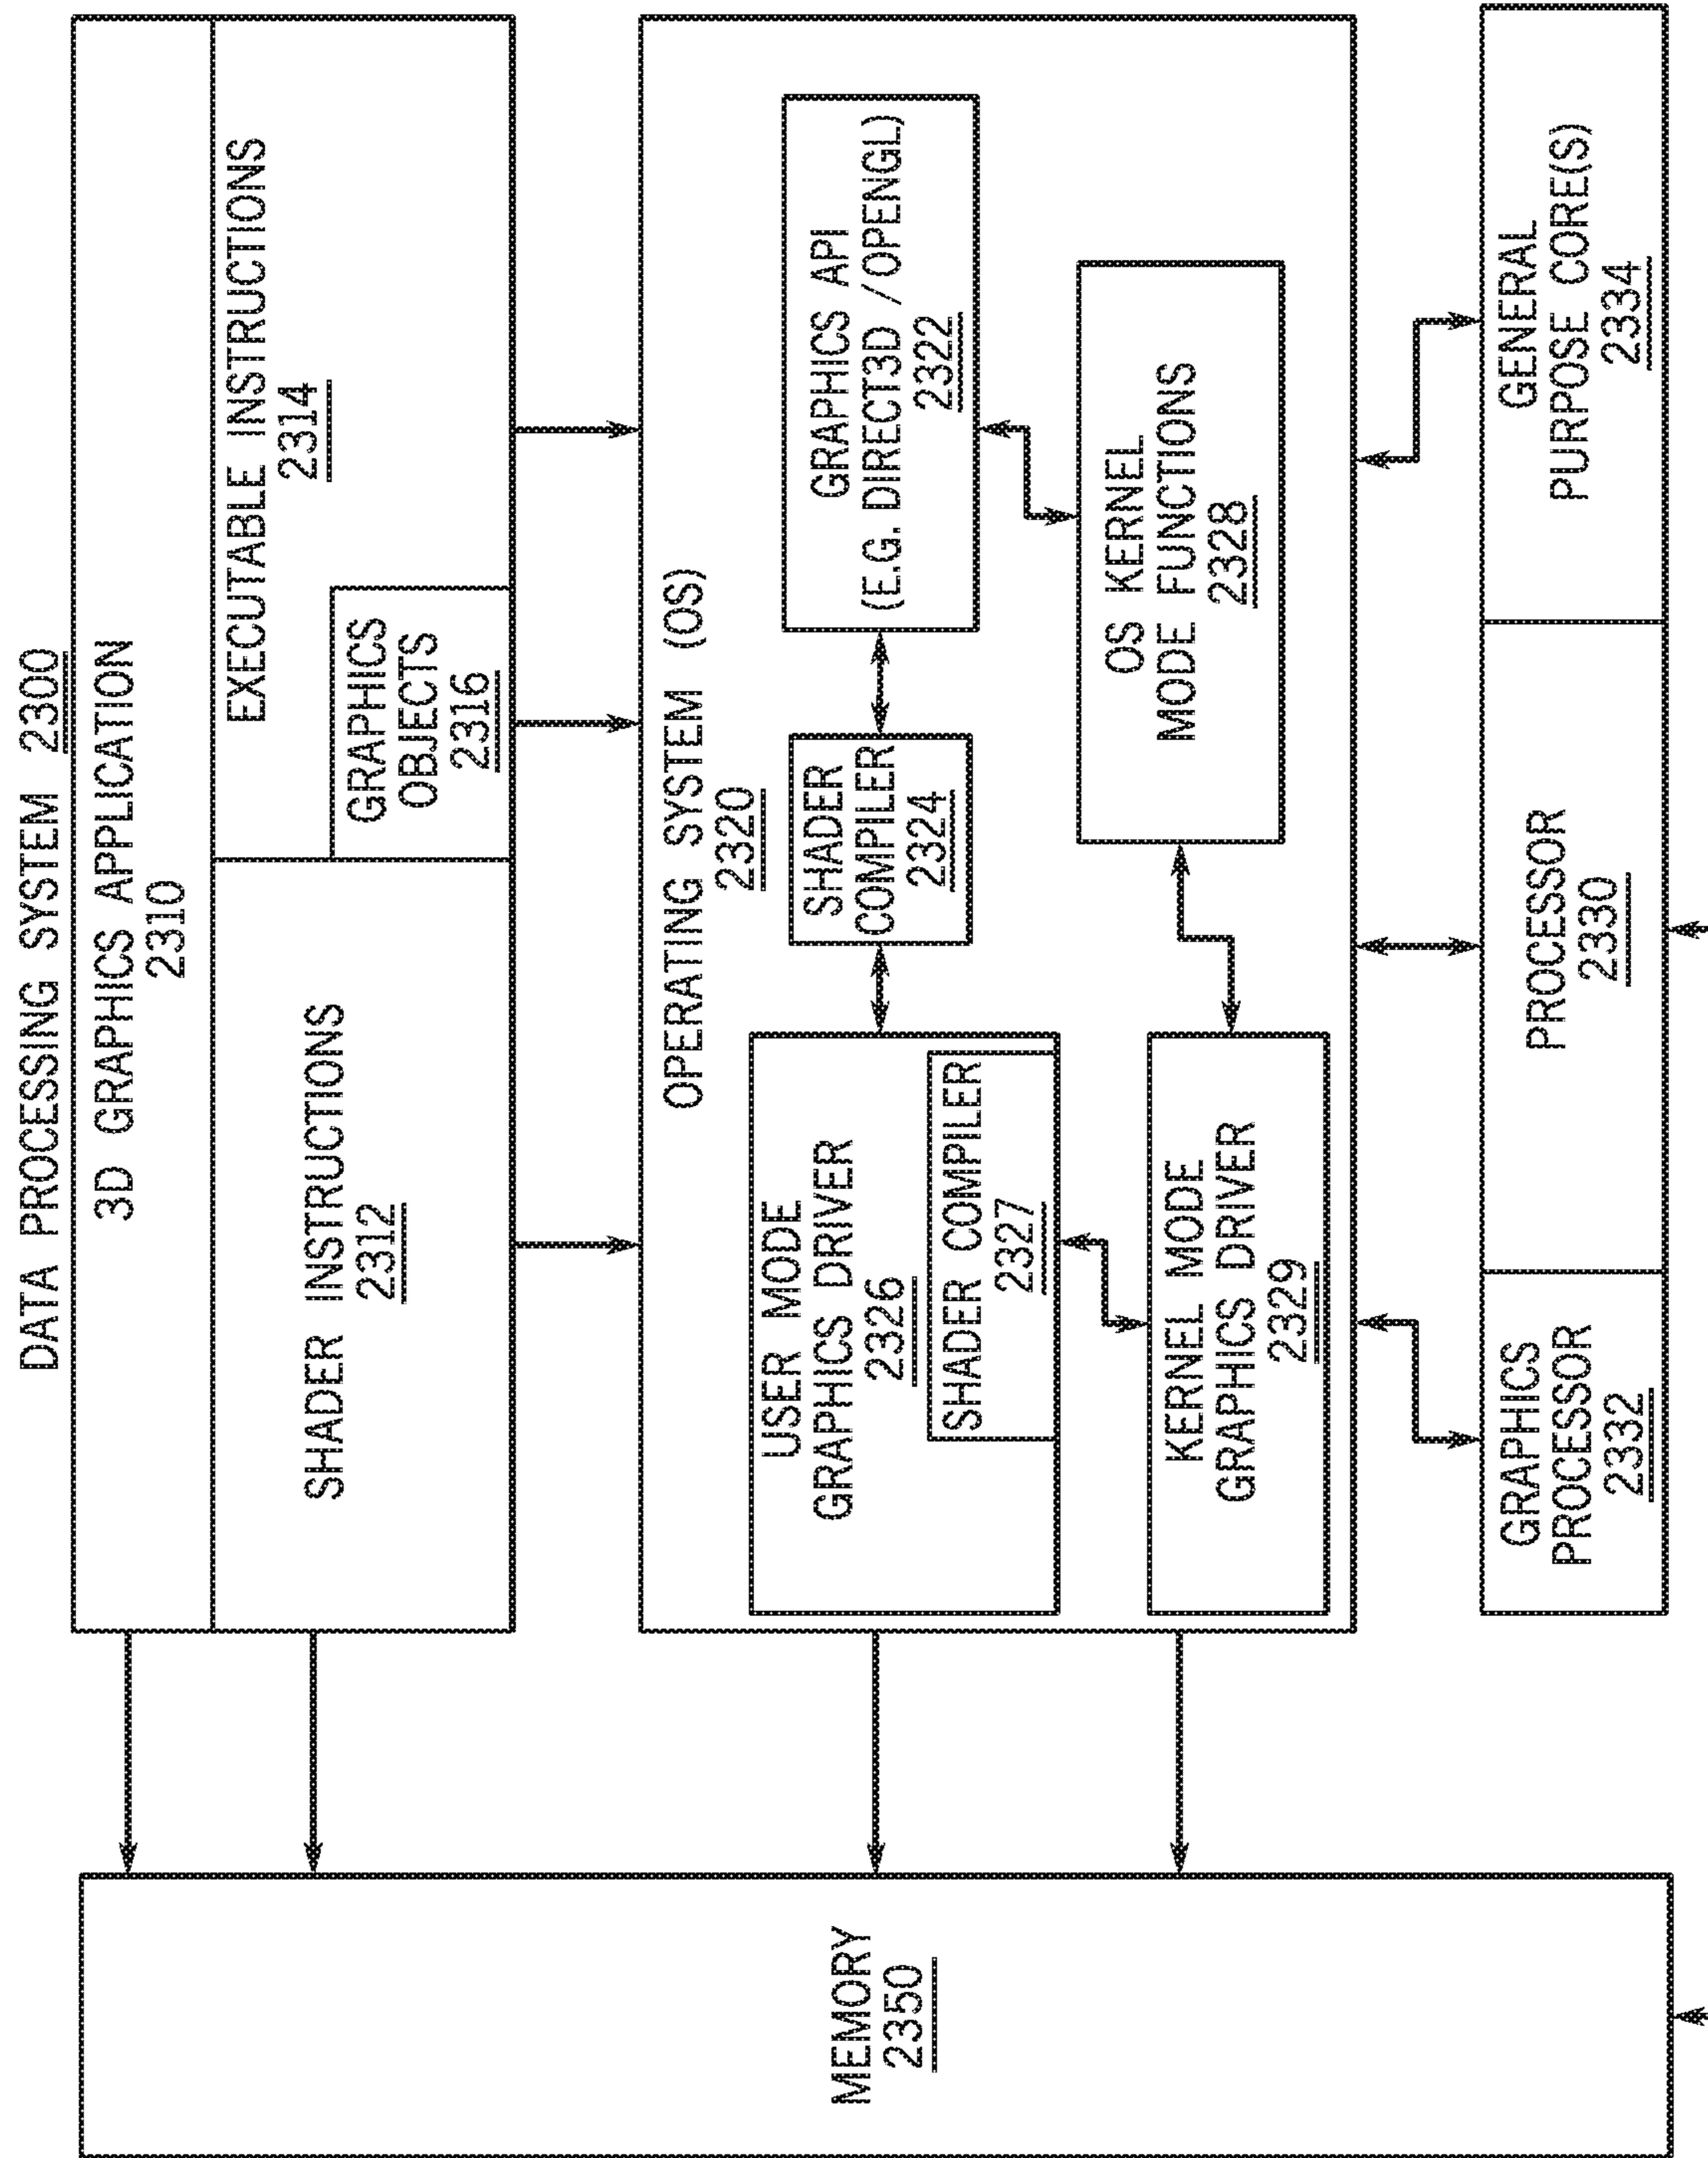 DATA PROCESSING SYSTEM 2300
3D GRAPHICS APPLICATION
2310
SHADER INSTRUCTIONS
2312
EXECUTABLE INSTRUCTIONS
2314
GRAPHICS
OBJECTS
2316
OPERATING SYSTEM (OS)
2320
USER MODE
GRAPHICS DRIVER
2326
SHADER COMPILER
2327
SHADER
COMPILER
2324
GRAPHICS API
(E.G. DIRECT3D /OPENGL)
2322
KERNEL MODE
GRAPHICS DRIVER
2329
OS KERNEL
MODE FUNCTIONS
2328
GRAPHICS
PROCESSOR
2332
PROCESSOR
2330
GENERAL
PURPOSE CORE(S)
2334
MEMORY
2350